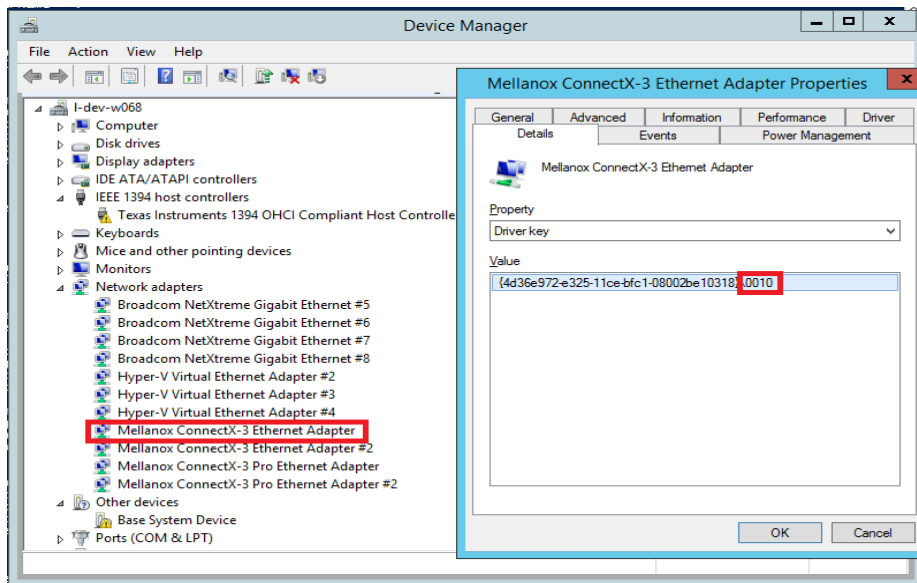 Device Manager
File Action View Help
l-dev-w068
Computer
Disk drives
Display adapters
IDE ATA/ATAPI controllers
IEEE 1394 host controllers
Texas Instruments 1394 OHCI Compliant Host Controlle
Keyboards
Mice and other pointing devices
Monitors
Network adapters
Broadcom NetXtreme Gigabit Ethernet #5
Broadcom NetXtreme Gigabit Ethernet #6
Broadcom NetXtreme Gigabit Ethernet #7
Broadcom NetXtreme Gigabit Ethernet #8
Hyper-V Virtual Ethernet Adapter #2
Hyper-V Virtual Ethernet Adapter #3
Hyper-V Virtual Ethernet Adapter #4
Mellanox ConnectX-3 Ethernet Adapter
Mellanox ConnectX-3 Ethernet Adapter #2
Mellanox ConnectX-3 Pro Ethernet Adapter
Mellanox ConnectX-3 Pro Ethernet Adapter #2
Other devices
Base System Device
Ports (COM & LPT)
Mellanox ConnectX-3 Ethernet Adapter Properties
General Advanced Information Performance Driver
Details Events Power Management
Mellanox ConnectX-3 Ethernet Adapter
Property
Driver key
Value
{4d36e972-e325-11ce-bfc1-08002be10318}\0010
OK Cancel